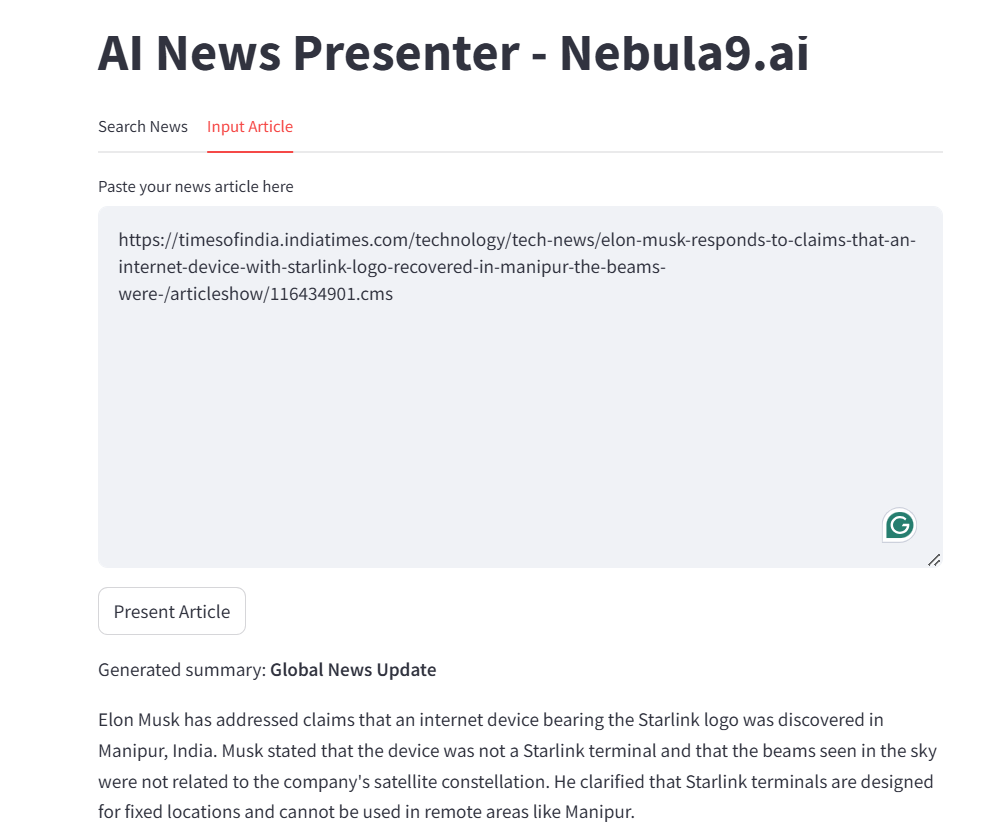 AI News Presenter - Nebula9.ai
Search News Input Article
Paste your news article here
https://timesofindia.indiatimes.com/technology/tech-news/elon-musk-responds-to-claims-that-an-
internet-device-with-starlink-logo-recovered-in-manipur-the-beams-
were-/articleshow/116434901.cms
G
Present Article
Generated summary: Global News Update
Elon Musk has addressed claims that an internet device bearing the Starlink logo was discovered in
Manipur, India. Musk stated that the device was not a Starlink terminal and that the beams seen in the sky
were not related to the company's satellite constellation. He clarified that Starlink terminals are designed
for fixed locations and cannot be used in remote areas like Manipur.